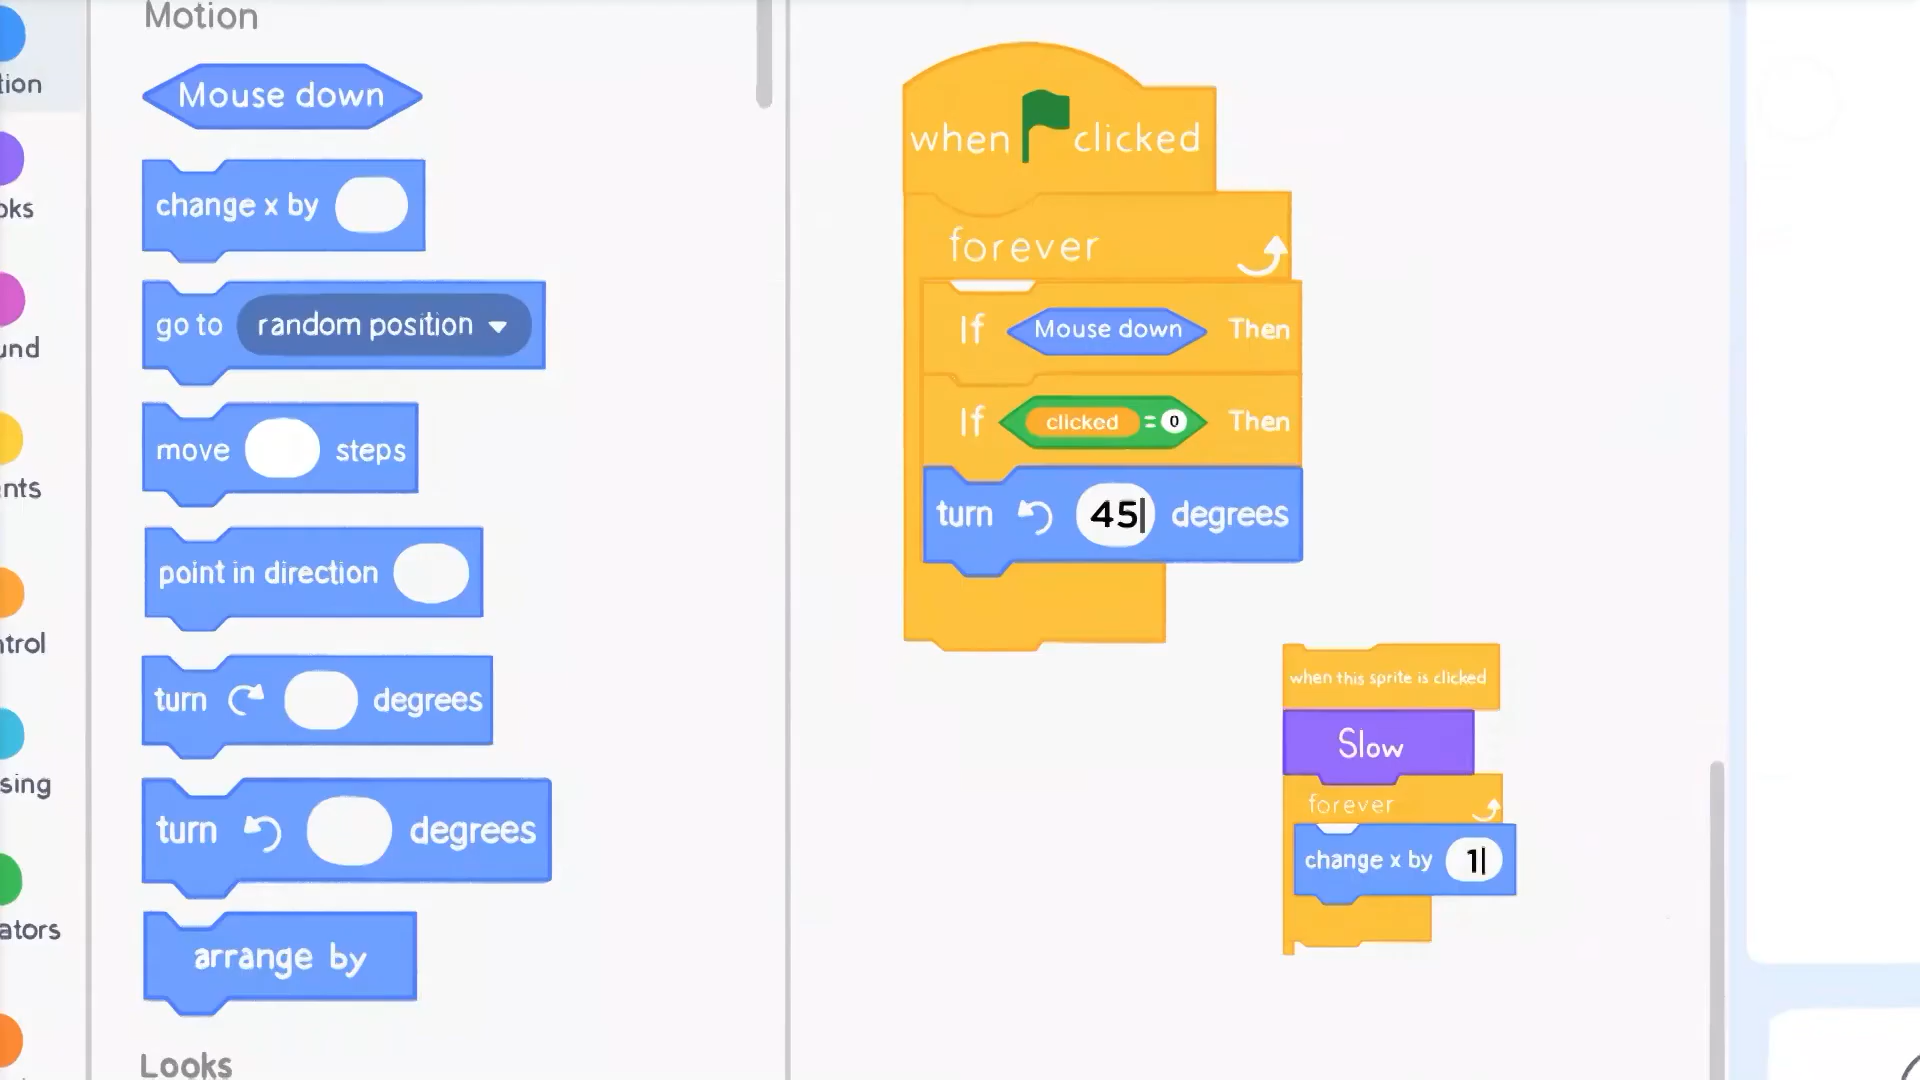 Motion
tion
oks
und
nts
ntrol
sing
ators
Mouse down
change x by
go to random position
move steps
point in direction
turn degrees
turn degrees
arrange by
Looks
when clicked
forever
If Mouse down Then
If clicked = 0 Then
turn 45 degrees
when this sprite is clicked
Slow
forever
change x by 1